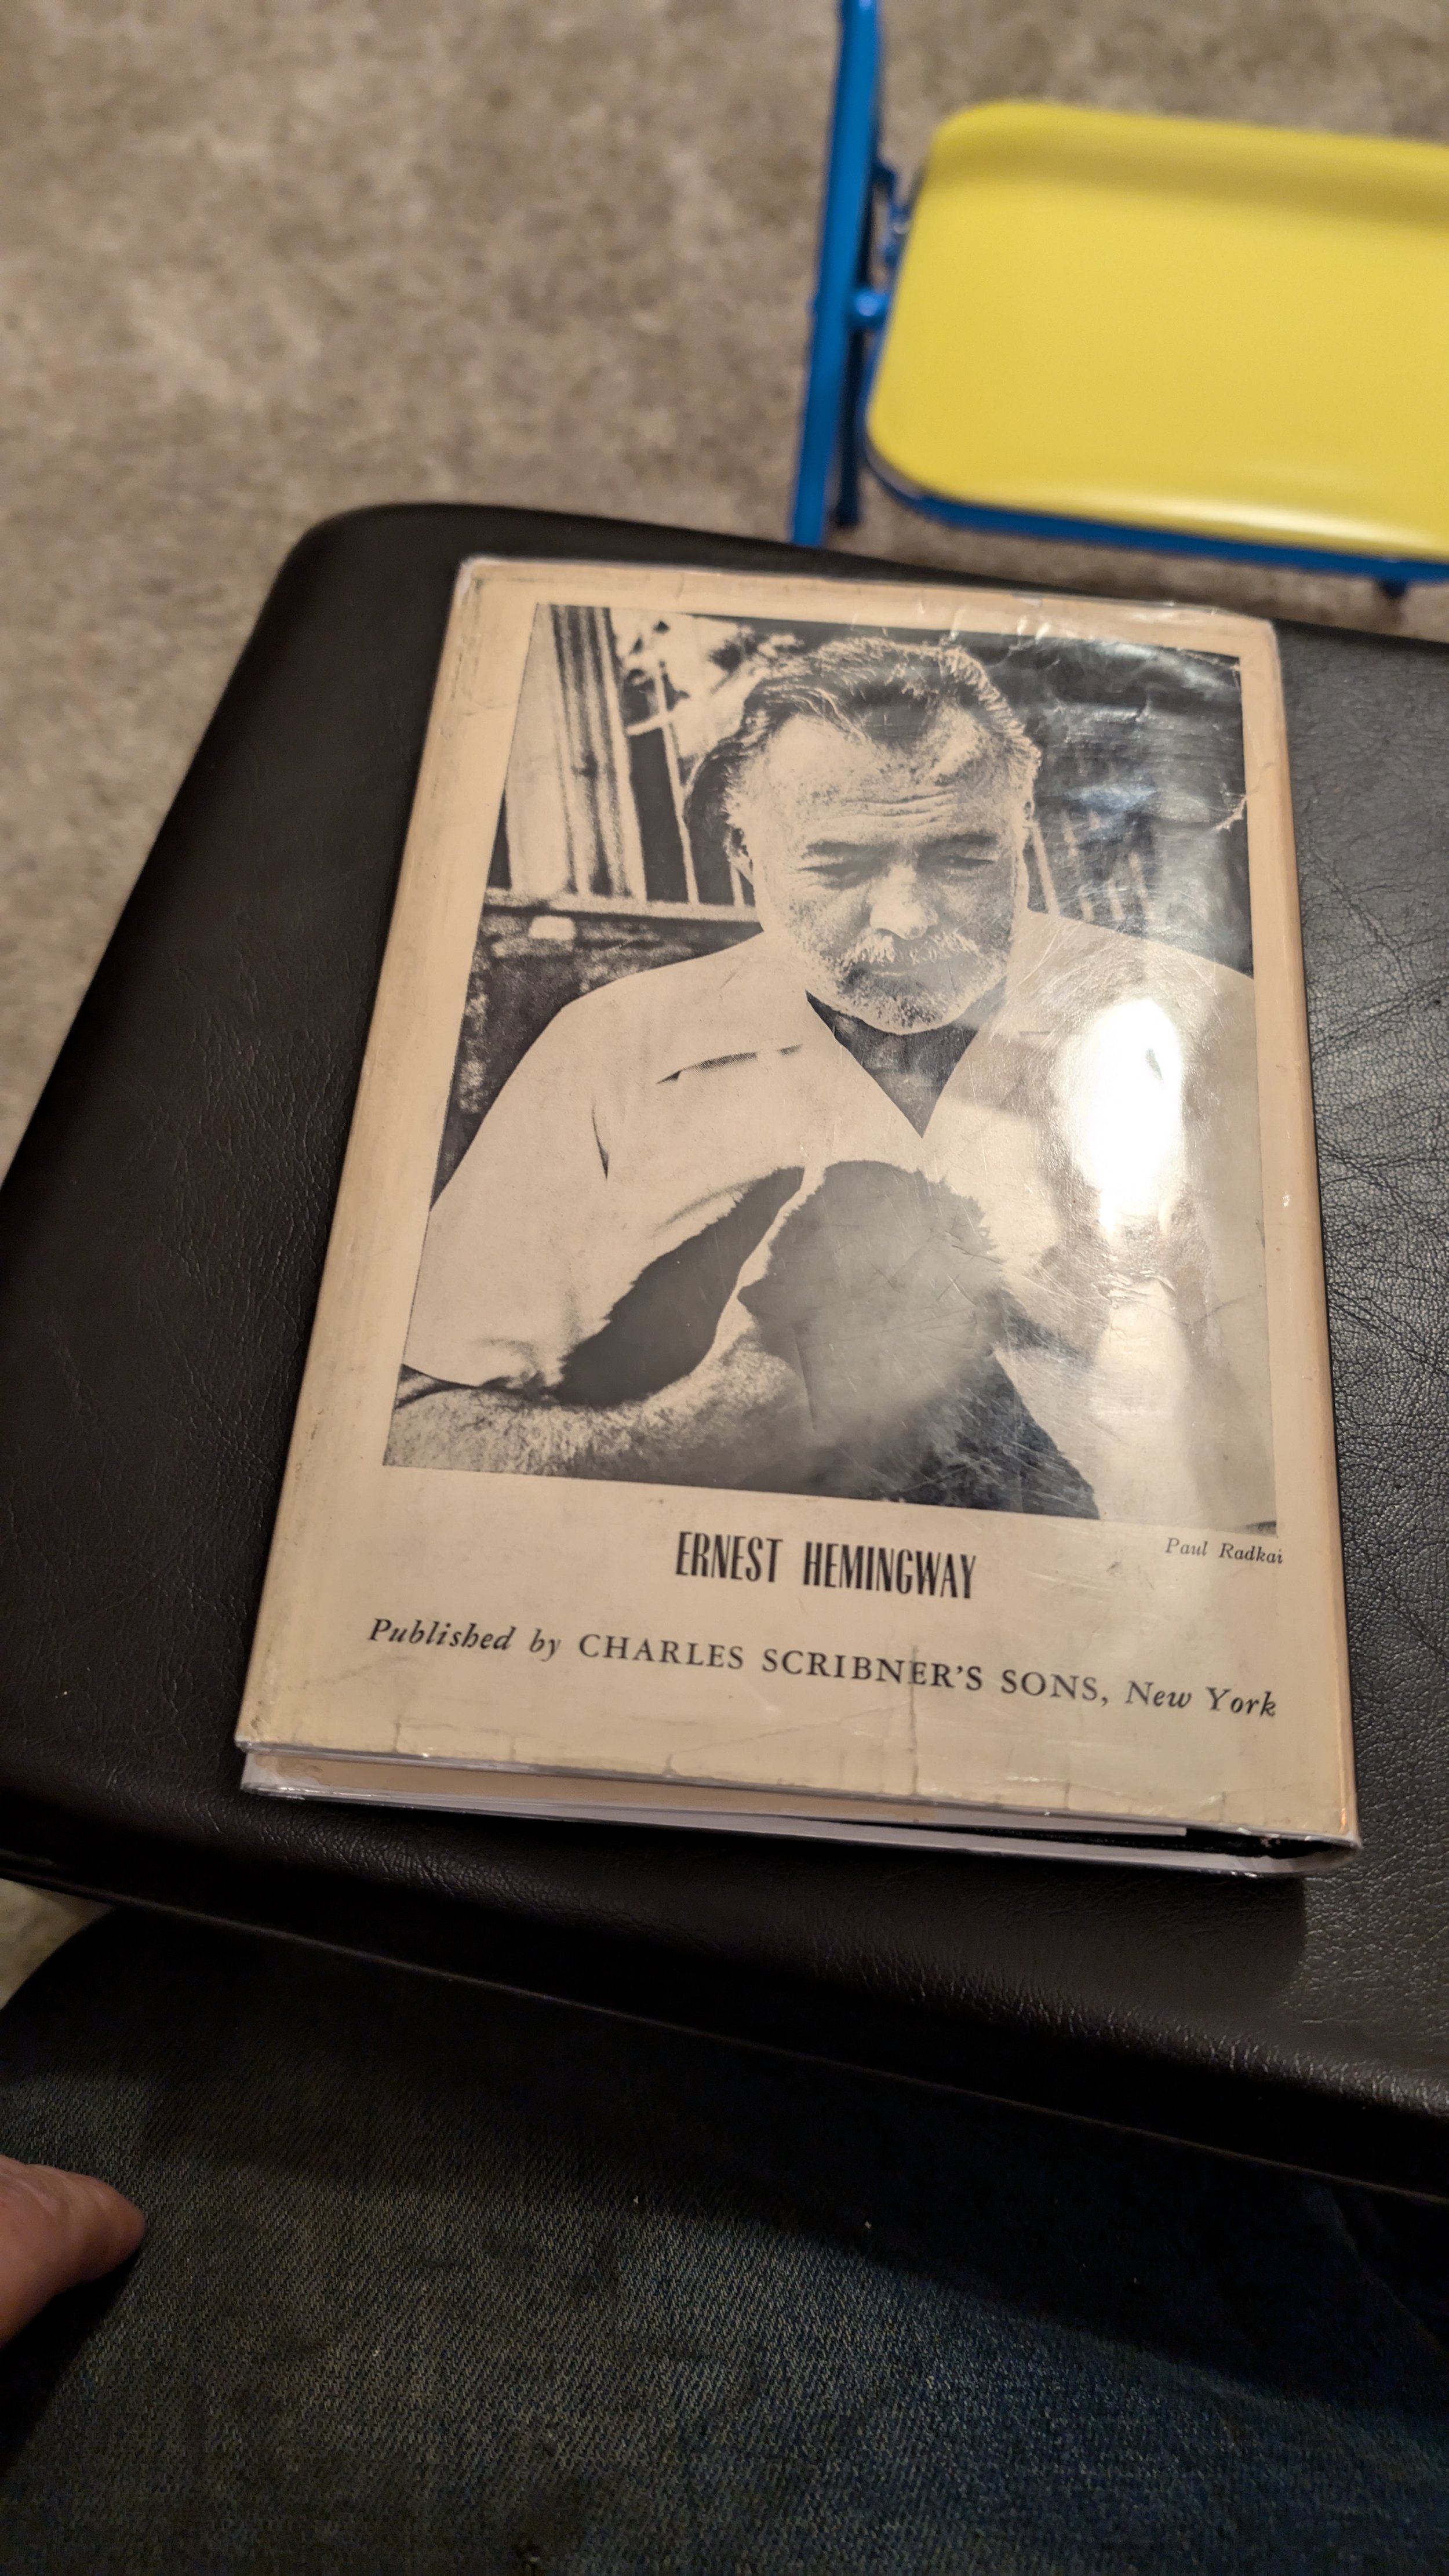 Paul Radkai
ERNEST HEMINGWAY
Published by CHARLES SCRIBNER'S SONS, New York